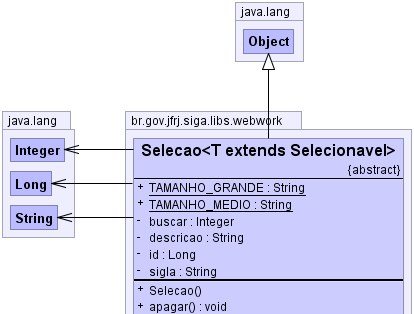 java.lang
Object
java.lang
Integer
Long
String
br.gov.jfrj.siga.libs.webwork
Selecao<T extends Selecionavel>
{abstract}
+ TAMANHO_GRANDE : String
+ TAMANHO_MEDIO : String
- buscar : Integer
- descricao : String
- id : Long
- sigla : String
+ Selecao()
+ apagar() : void